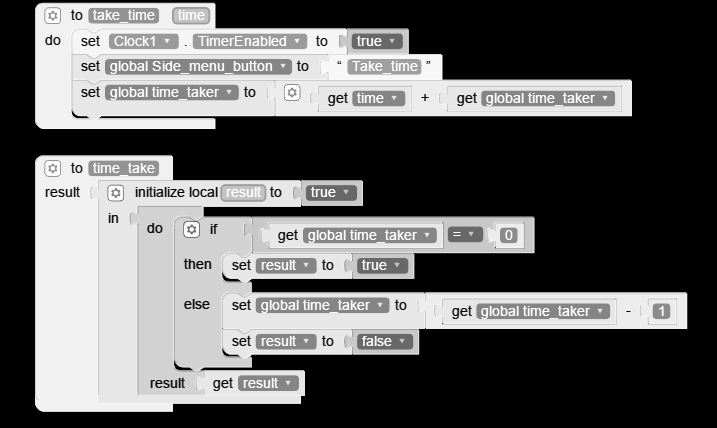 to take_time time
do set Clock1 . TimerEnabled to true
set global Side_menu_button to “ Take_time ”
set global time_taker to get time + get global time_taker
to time_take
result initialize local result to true
in do if get global time_taker = 0
then set result to true
else set global time_taker to get global time_taker - 1
set result to false
result get result